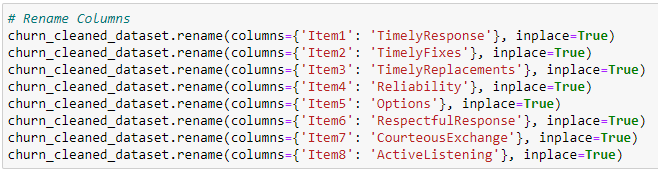 # Rename Columns
churn_cleaned_dataset.rename(columns={'Item1': 'TimelyResponse'}, inplace=True)
churn_cleaned_dataset.rename(columns={'Item2': 'TimelyFixes'}, inplace=True)
churn_cleaned_dataset.rename(columns={'Item3': 'TimelyReplacements'}, inplace=True)
churn_cleaned_dataset.rename(columns={'Item4': 'Reliability'}, inplace=True)
churn_cleaned_dataset.rename(columns={'Item5': 'Options'}, inplace=True)
churn_cleaned_dataset.rename(columns={'Item6': 'RespectfulResponse'}, inplace=True)
churn_cleaned_dataset.rename(columns={'Item7': 'CourteousExchange'}, inplace=True)
churn_cleaned_dataset.rename(columns={'Item8': 'ActiveListening'}, inplace=True)